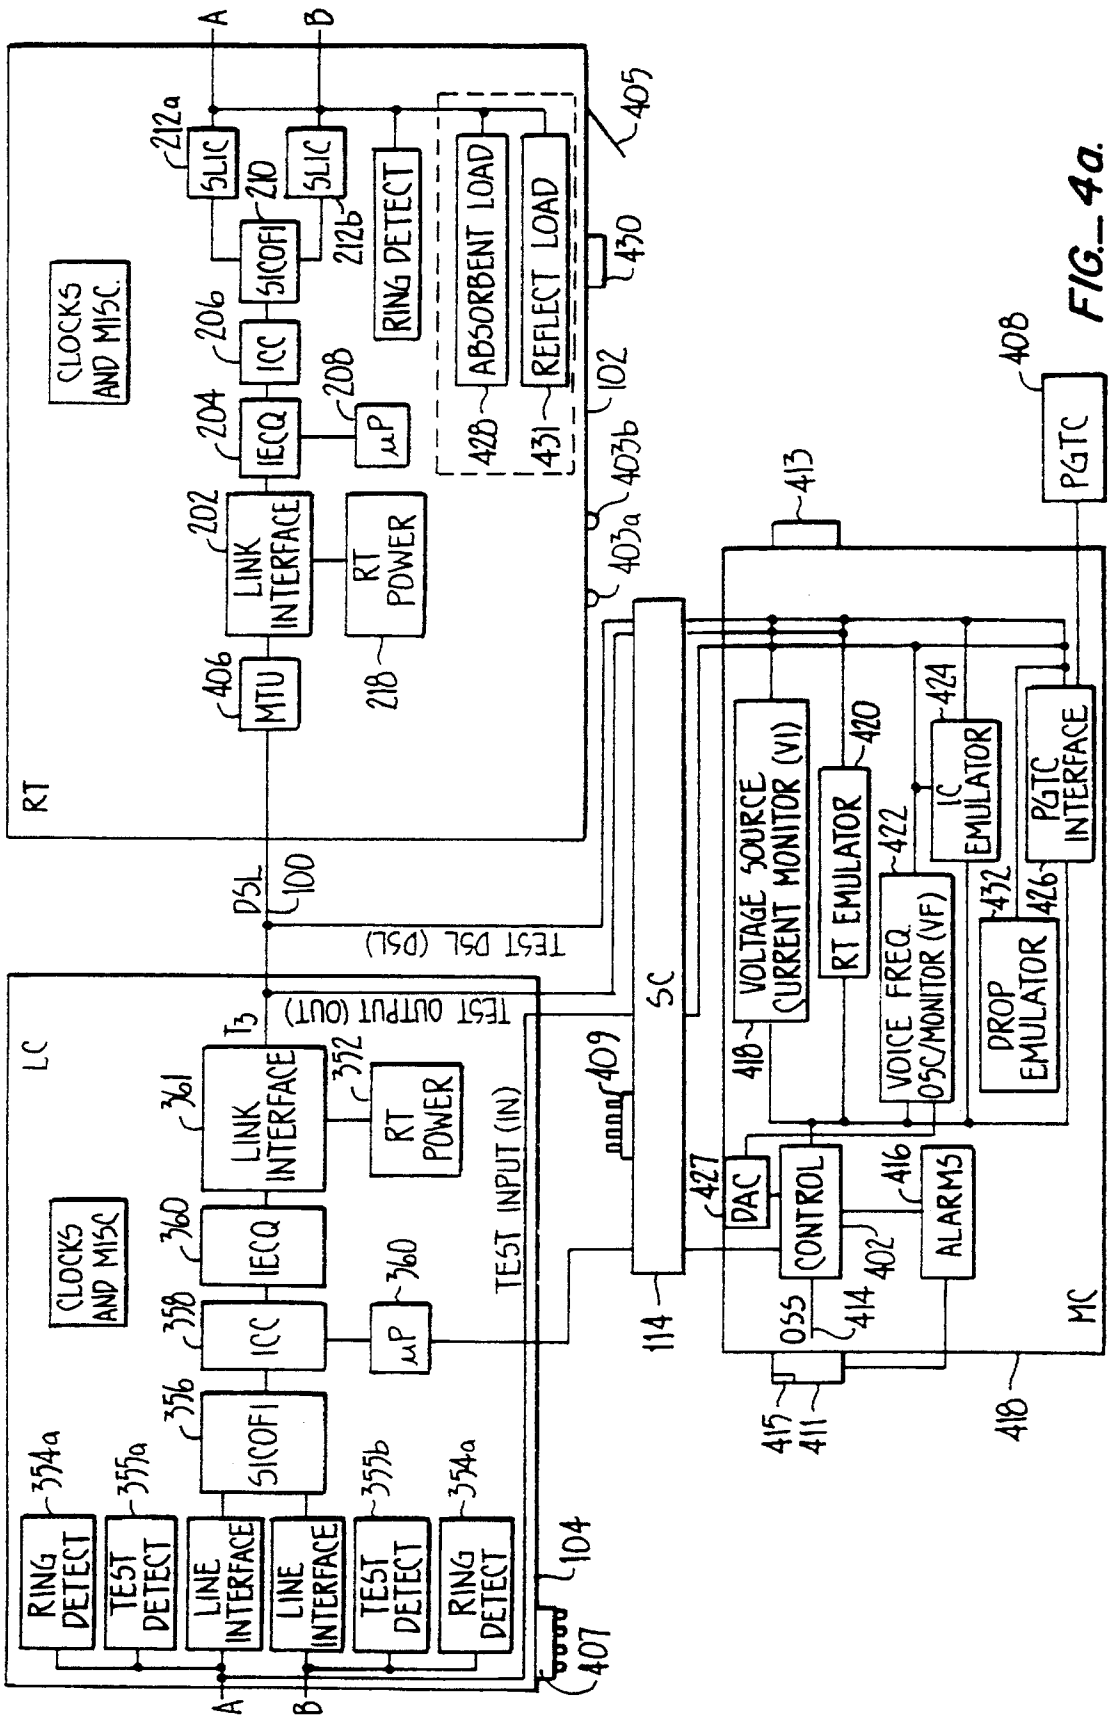 LC
CLOCKS
AND MISC
RING
DETECT
354a
TEST
DETECT
355a
LINE
INTERFACE
LINE
INTERFACE
TEST
DETECT
355b
RING
DETECT
354a
A
B
SICOFI
356
ICC
358
IECQ
360
LINK
INTERFACE
361
T3
µP
360
RT
POWER
352
TEST INPUT (IN)
TEST OUTPUT (OUT)
TEST DSL (DSL)
407
104
DSL
100
RT
CLOCKS
AND MISC.
MTU
406
LINK
INTERFACE
202
RT
POWER
218
IECQ
204
µP
208
ICC
206
SICOFI
210
SLIC
212a
SLIC
212b
A
B
RING DETECT
ABSORBENT LOAD
428
REFLECT LOAD
431
405
430
102
403b
403a
SC
409
114
MC
418
415
411
OSS
414
CONTROL
402
DAC
427
ALARMS
416
VOLTAGE SOURCE
CURRENT MONITOR (VI)
418
RT EMULATOR
420
VOICE FREQ.
OSC/MONITOR (VF)
422
IC
EMULATOR
424
DROP
EMULATOR
432
PGTC
INTERFACE
426
413
PGTC
408
FIG._4a.